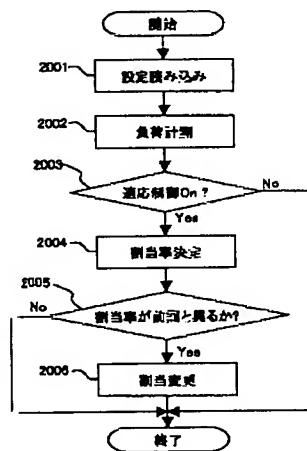 開始
2001
設定読み込み
2002
負荷計測
2003
適応制御On?
No
Yes
2004
割当率決定
2005
No
割当率が前回と異るか?
Yes
2006
割当変更
終了